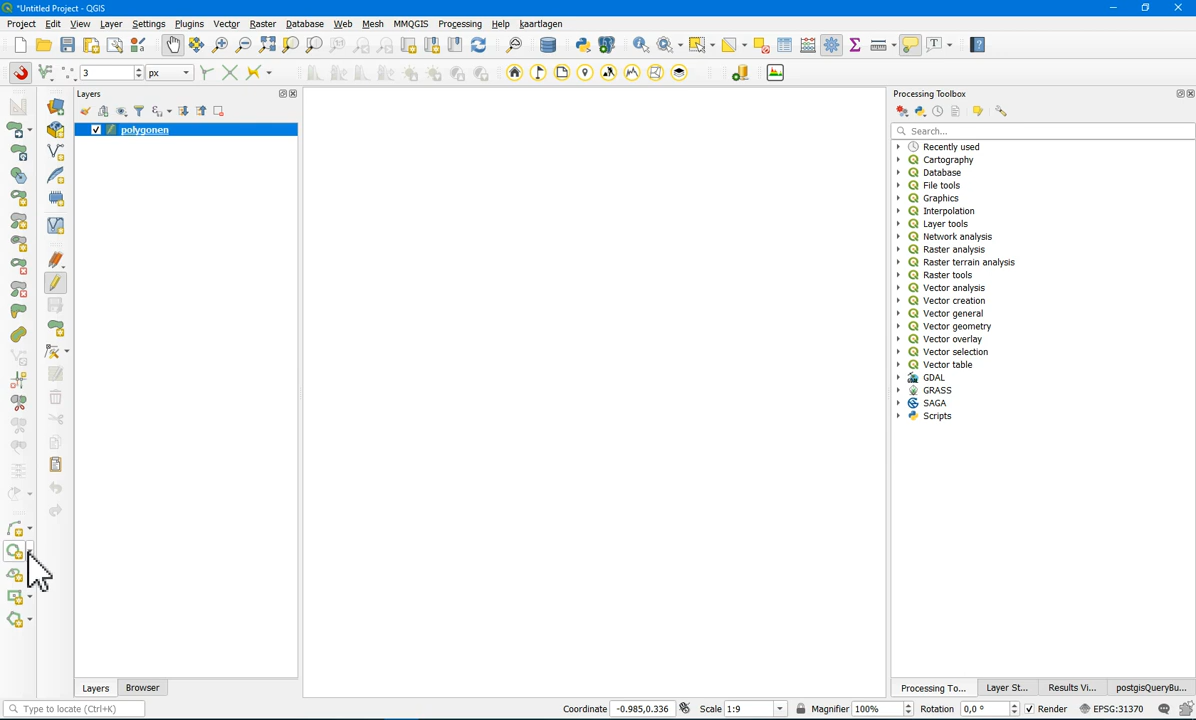 *Untitled Project - QGIS
Project Edit View Layer Settings Plugins Vector Raster Database Web Mesh MMQGIS Processing Help kaartlagen
3 px
Layers
polygonen
Processing Toolbox
Search...
Recently used
Cartography
Database
File tools
Graphics
Interpolation
Layer tools
Network analysis
Raster analysis
Raster terrain analysis
Raster tools
Vector analysis
Vector creation
Vector general
Vector geometry
Vector overlay
Vector selection
Vector table
GDAL
GRASS
SAGA
Scripts
Layers Browser
Processing To... Layer St... Results Vi... postgisQueryBu...
Type to locate (Ctrl+K) Coordinate -0.985,0.336 Scale 1:9 Magnifier 100% Rotation 0,0 ° Render EPSG:31370